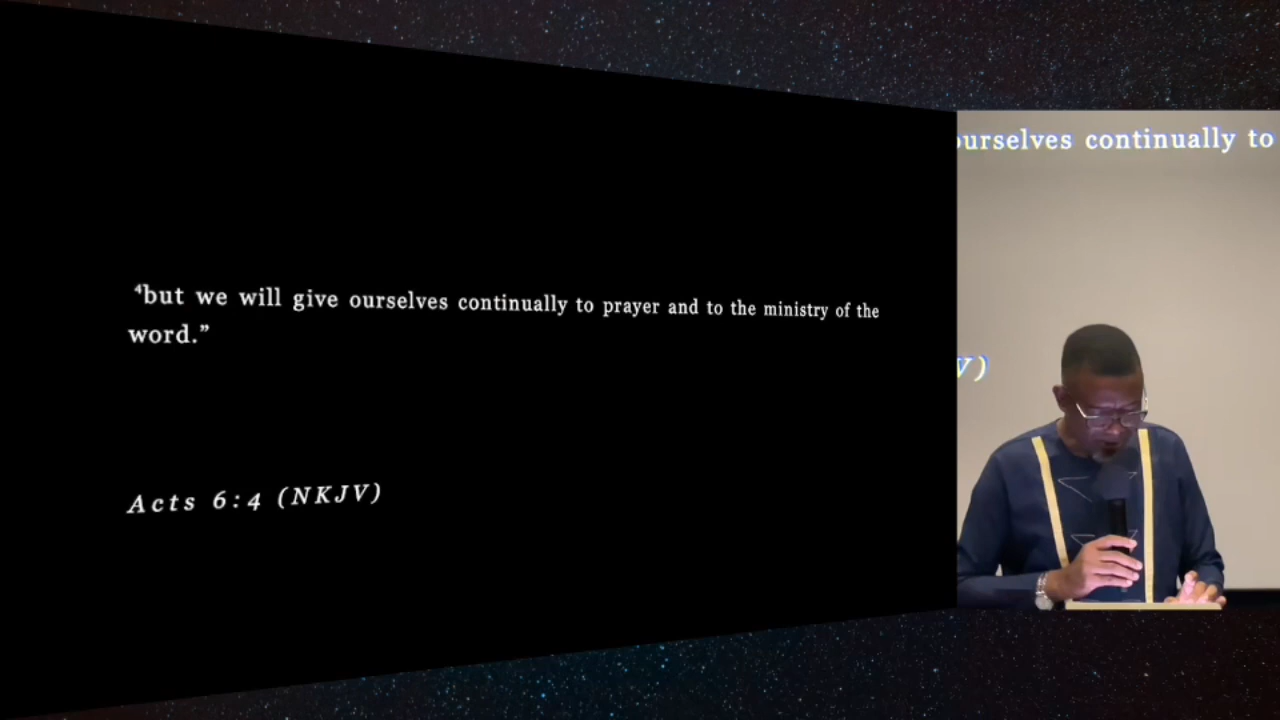 ⁴but we will give ourselves continually to prayer and to the ministry of the
word.”
Acts 6:4 (NKJV)
ourselves continually to
V)